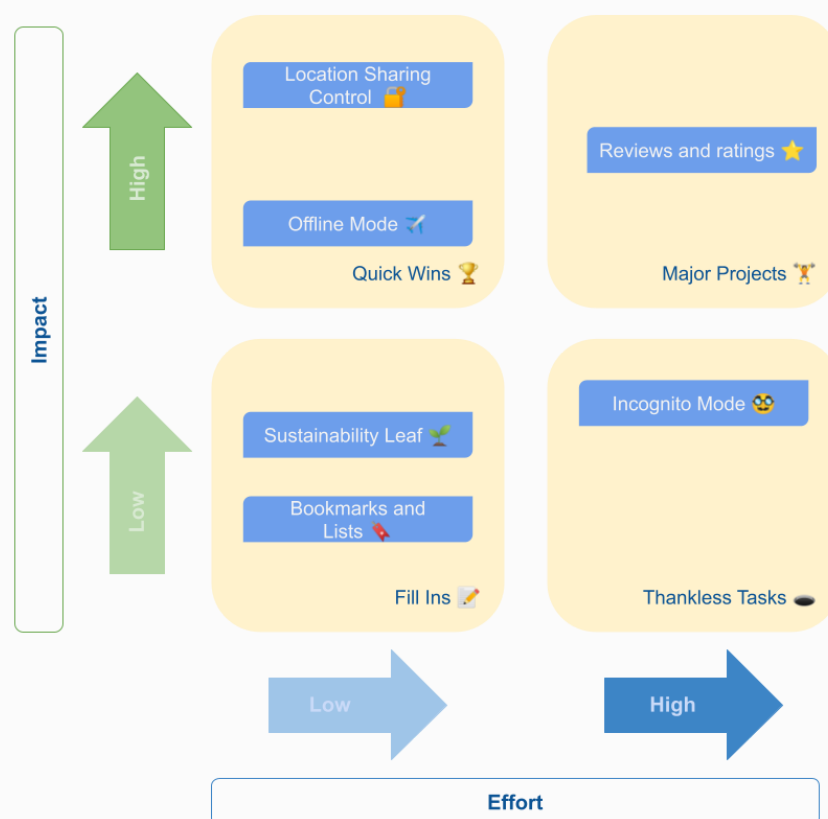 Impact
High
Location Sharing
Control 🔐
Offline Mode ✈️
Quick Wins 🏆
Reviews and ratings ⭐
Major Projects 🏋️
Low
Sustainability Leaf 🌱
Bookmarks and
Lists 🔖
Fill Ins 📝
Incognito Mode 🥸
Thankless Tasks 🕳️
Low
High
Effort